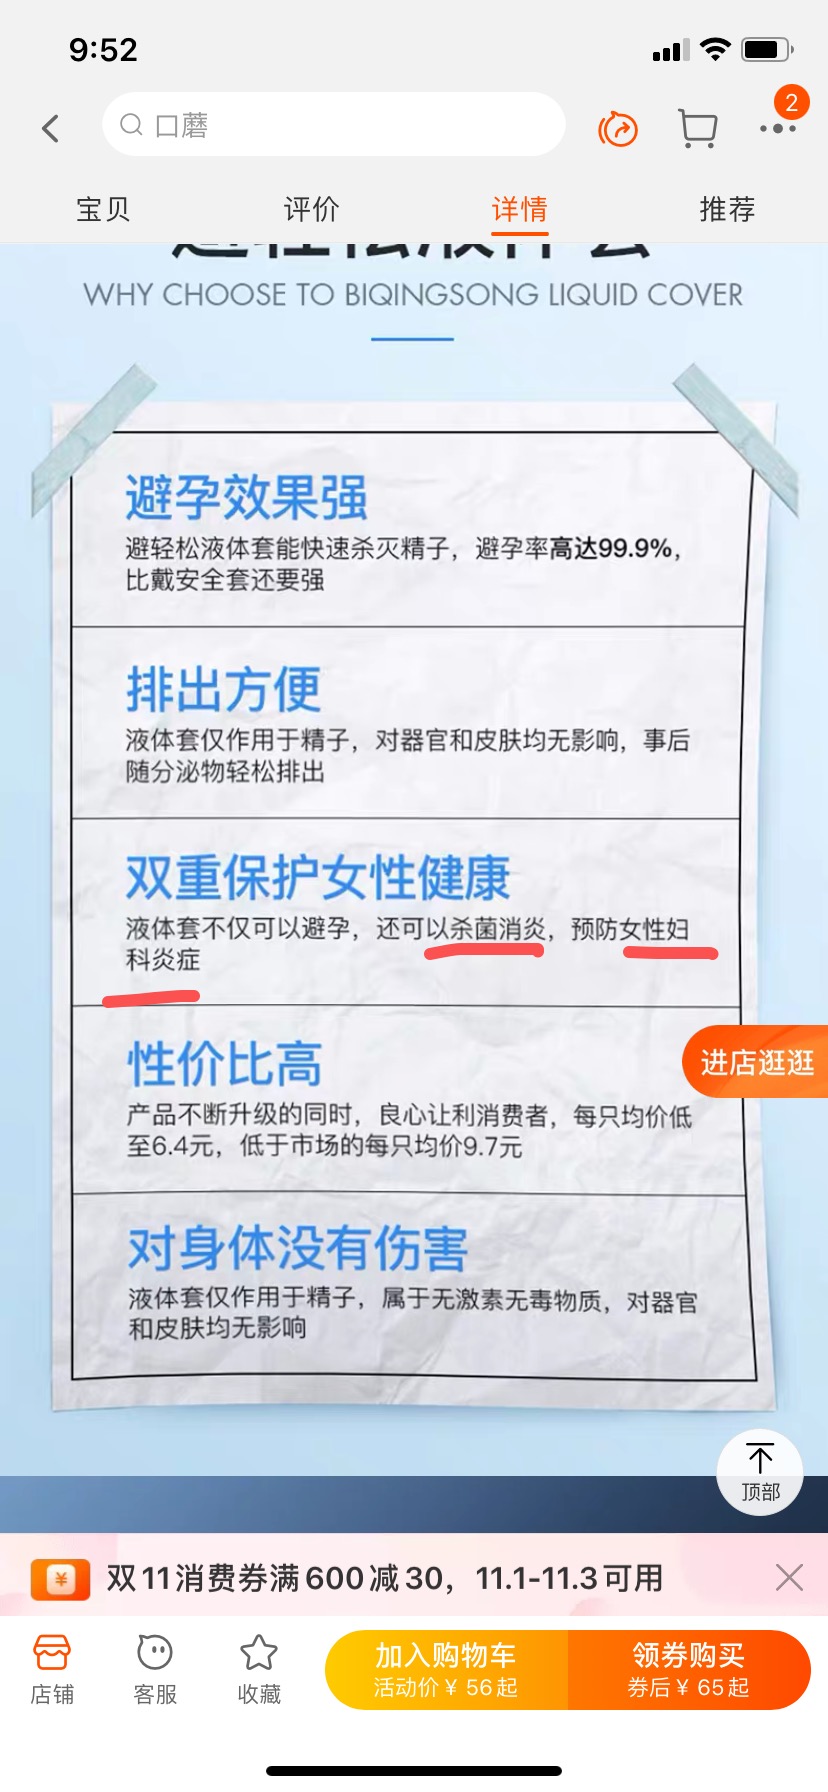 9:52
口蘑
2
宝贝
评价
详情
推荐
WHY CHOOSE TO BIQINGSONG LIQUID COVER
避孕效果强
避轻松液体套能快速杀灭精子，避孕率高达99.9%，
比戴安全套还要强
排出方便
液体套仅作用于精子，对器官和皮肤均无影响，事后
随分泌物轻松排出
双重保护女性健康
液体套不仅可以避孕，还可以杀菌消炎，预防女性妇
科炎症
进店逛逛
性价比高
产品不断升级的同时，良心让利消费者，每只均价低
至6.4元，低于市场的每只均价9.7元
对身体没有伤害
液体套仅作用于精子，属于无激素无毒物质，对器官
和皮肤均无影响
顶部
¥
双11消费券满600减30，11.1-11.3可用
店铺
客服
收藏
加入购物车
活动价¥56起
领券购买
券后¥65起